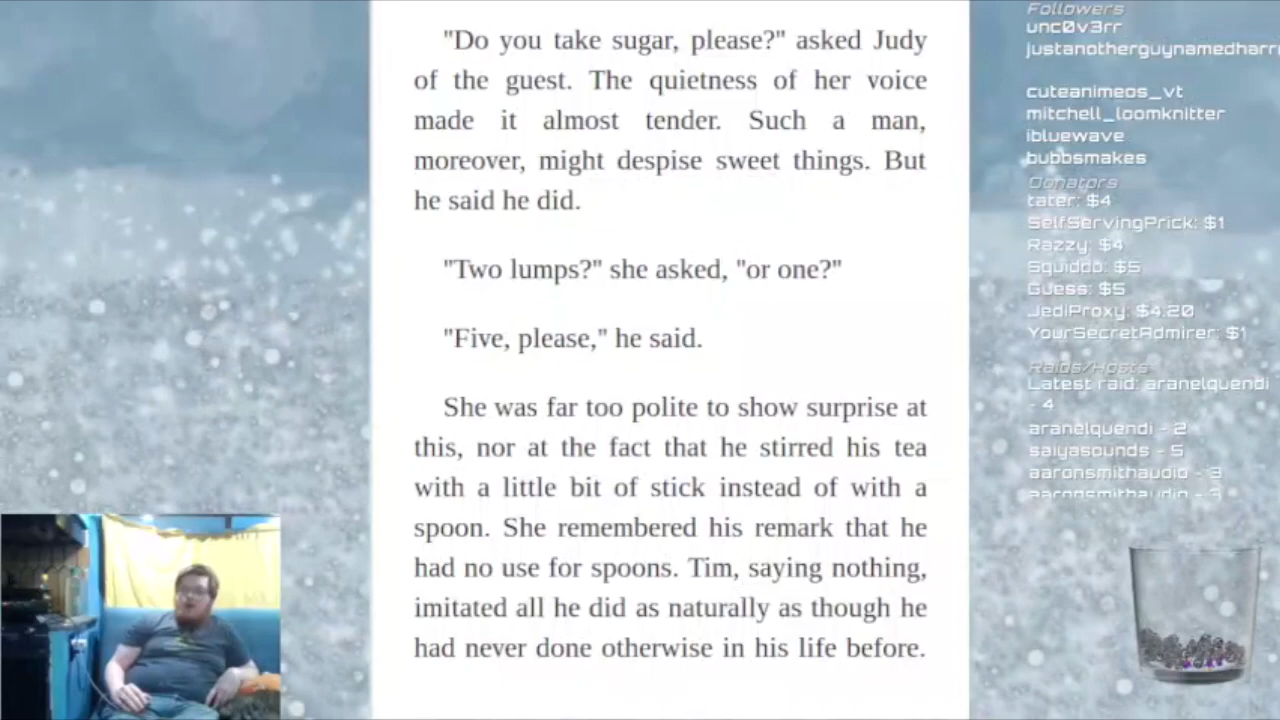 "Do you take sugar, please?" asked Judy
of the guest. The quietness of her voice
made it almost tender. Such a man,
moreover, might despise sweet things. But
he said he did.
"Two lumps?" she asked, "or one?"
"Five, please," he said.
She was far too polite to show surprise at
this, nor at the fact that he stirred his tea
with a little bit of stick instead of with a
spoon. She remembered his remark that he
had no use for spoons. Tim, saying nothing,
imitated all he did as naturally as though he
had never done otherwise in his life before.
Followers
unc0v3rr
justanotherguynamedharr
cuteanimeos_vt
mitchell_loomknitter
ibluewave
bubbsmakes
Donators
tater: $4
SelfServingPrick: $1
Razzy: $4
Squiddo: $5
Guess: $5
JediProxy: $4.20
YourSecretAdmirer: $1
Raids/Hosts
Latest raid: aranelquendi
- 4
aranelquendi - 2
saiyasounds - 5
aaronsmithaudio - 3
aaronsmithaudio - 3